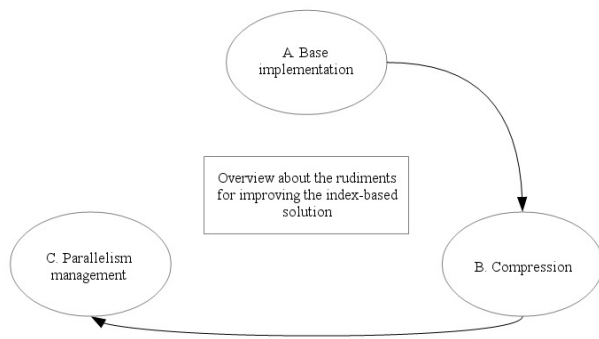 A. Base
implementation
Overview about the rudiments
for improving the index-based
solution
C. Parallelism
management
B. Compression